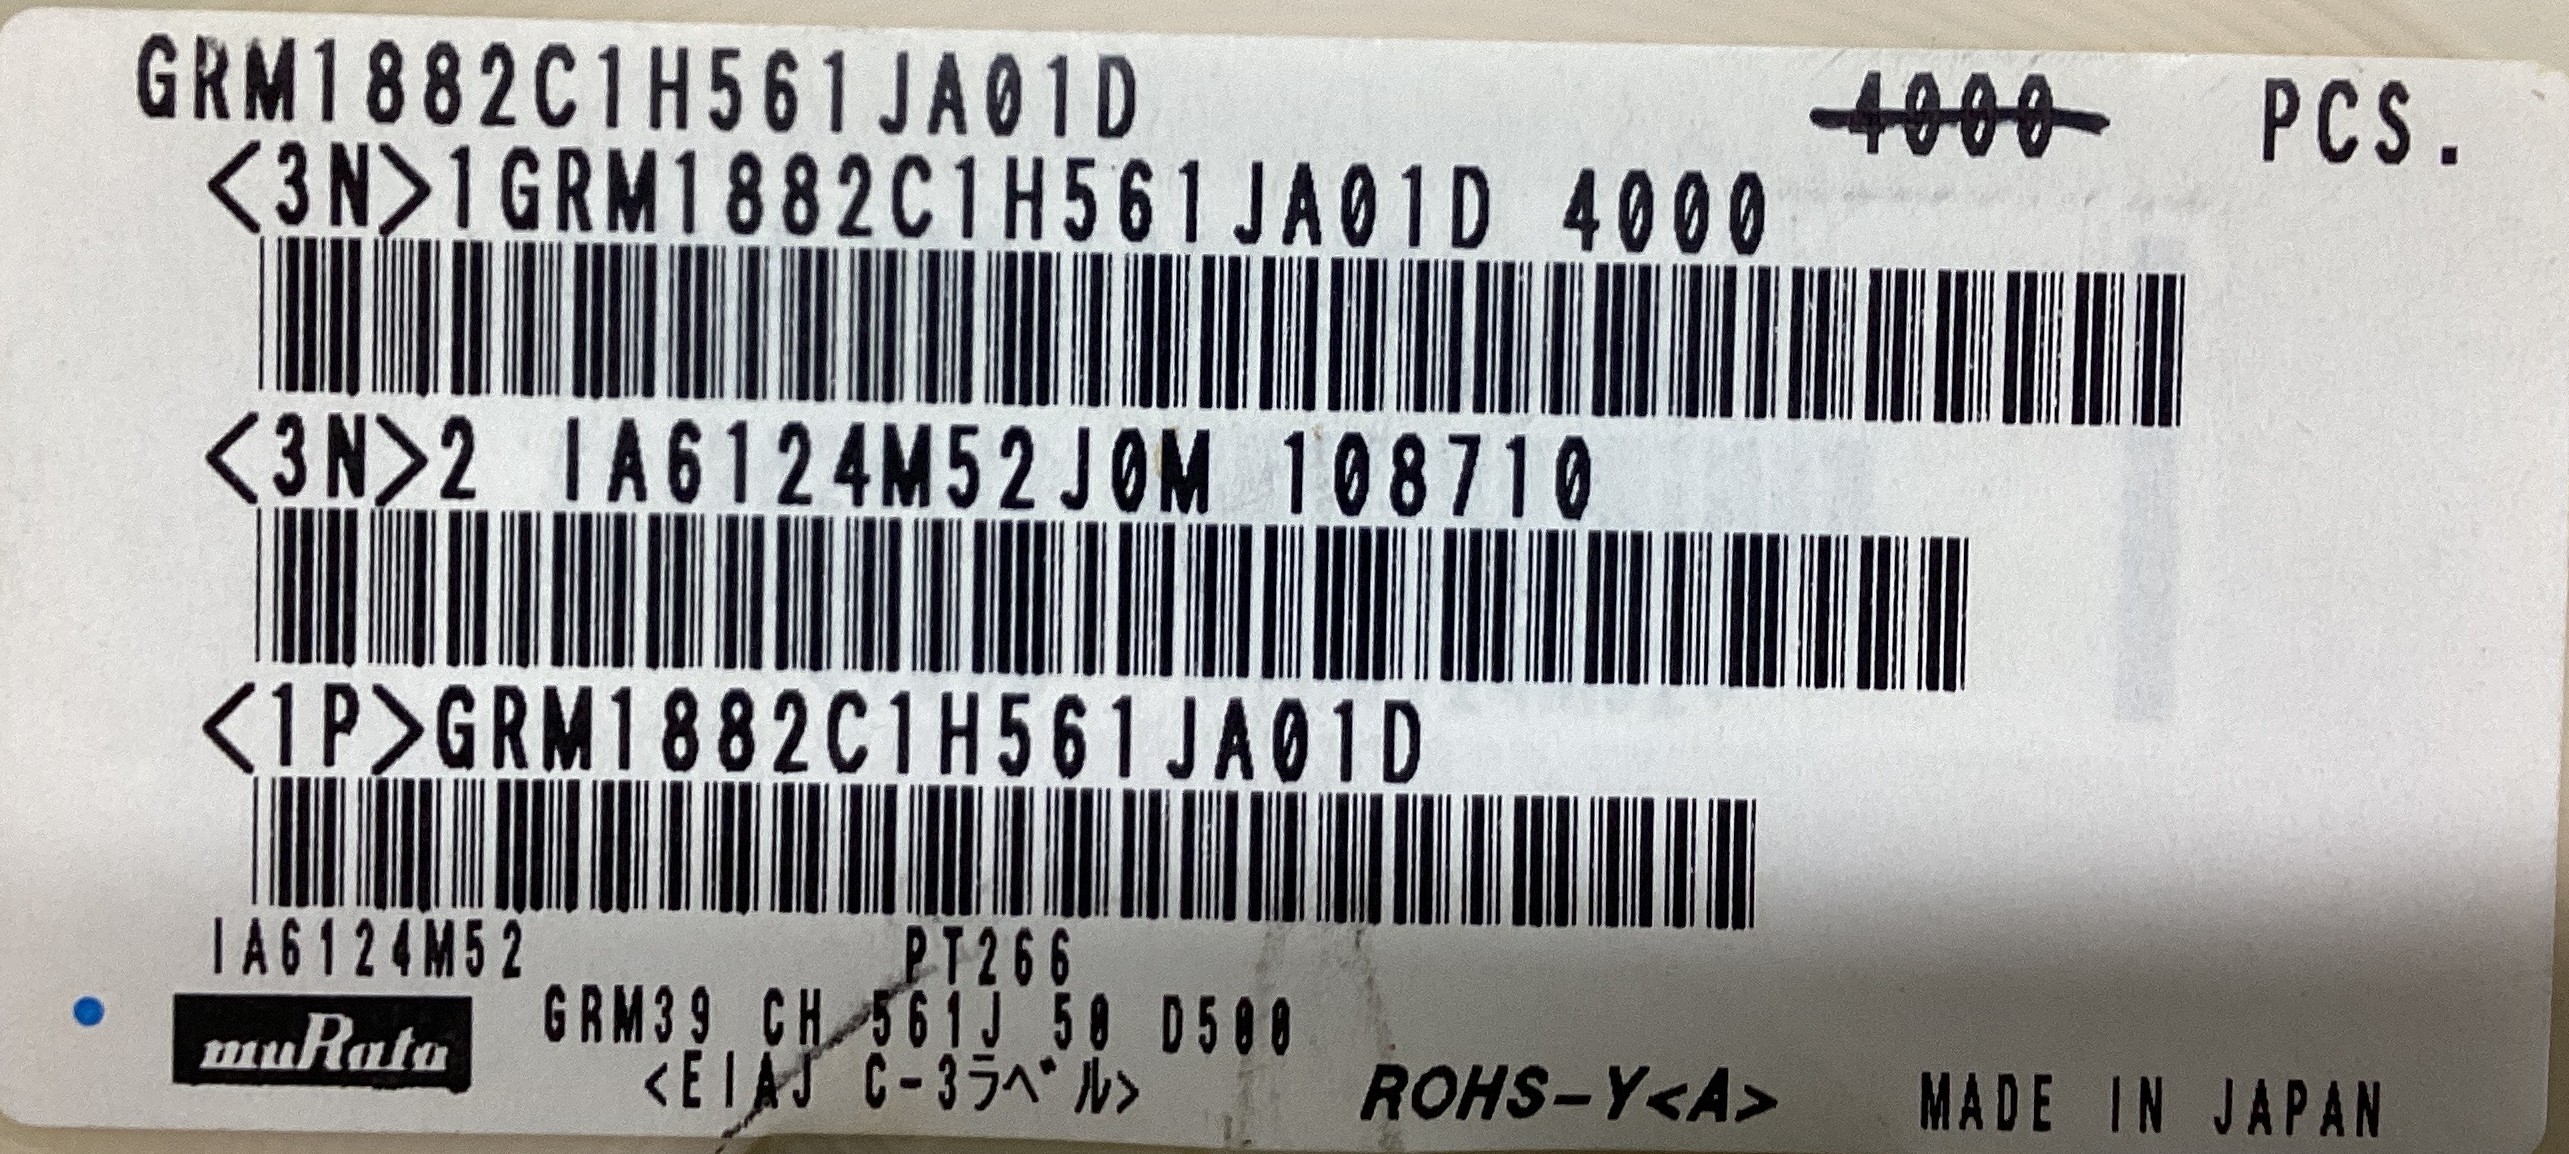 GRM1882C1H561JA01D 4000 PCS.
<3N>1GRM1882C1H561JA01D 4000
<3N>2 IA6124M52J0M 108710
<1P>GRM1882C1H561JA01D
IA6124M52 PT266
muRata GRM39 CH 561J 50 D500
<EIAJ C-3ラベル>
ROHS-Y<A> MADE IN JAPAN